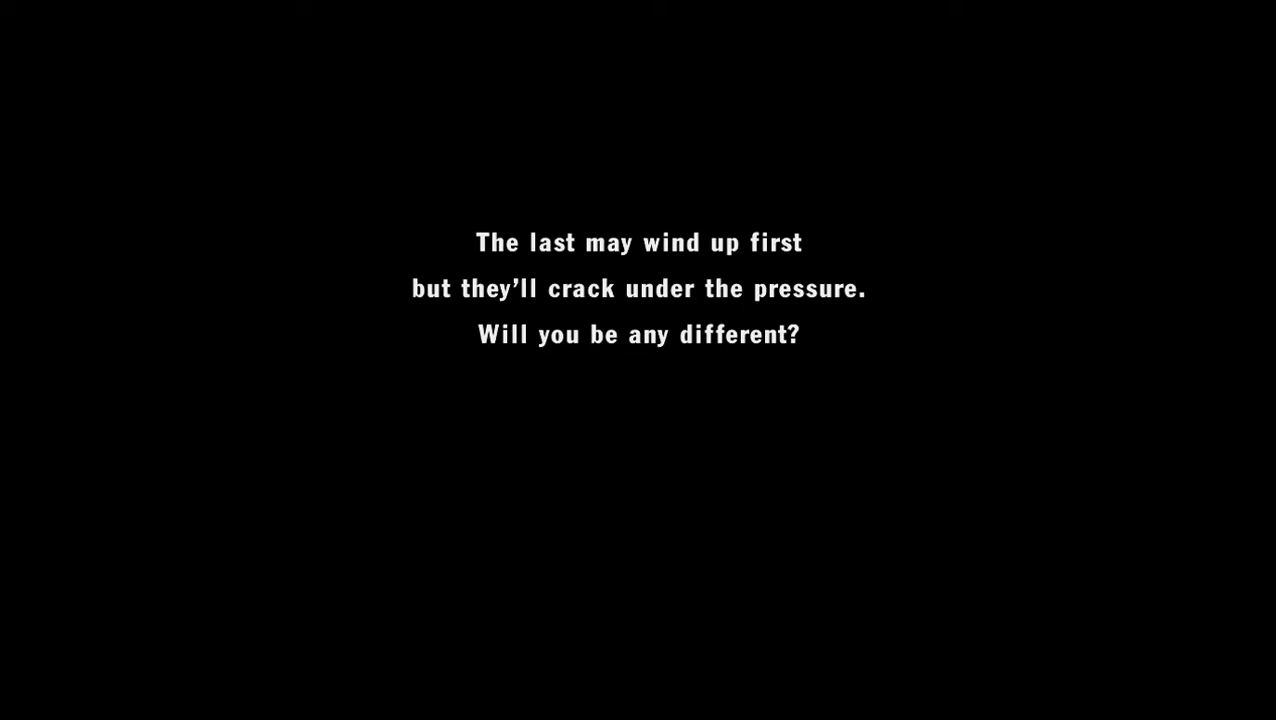 The last may wind up first
but they’ll crack under the pressure.
Will you be any different?